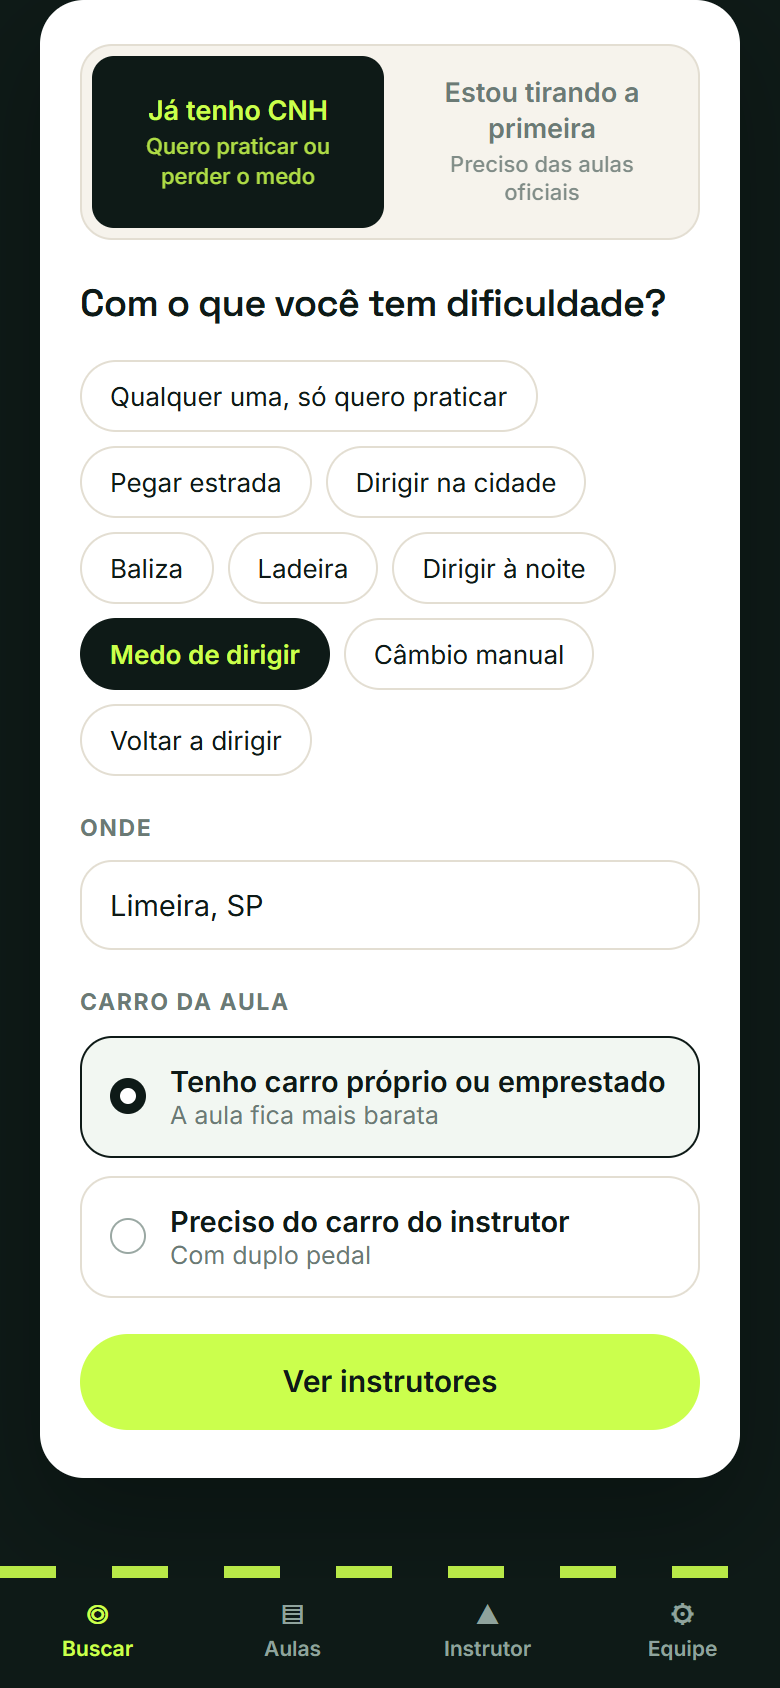 Já tenho CNH
Quero praticar ou
perder o medo
Estou tirando a
primeira
Preciso das aulas
oficiais
Com o que você tem dificuldade?
Qualquer uma, só quero praticar
Pegar estrada
Dirigir na cidade
Baliza
Ladeira
Dirigir à noite
Medo de dirigir
Câmbio manual
Voltar a dirigir
ONDE
Limeira, SP
CARRO DA AULA
Tenho carro próprio ou emprestado
A aula fica mais barata
Preciso do carro do instrutor
Com duplo pedal
Ver instrutores
Buscar
Aulas
Instrutor
Equipe